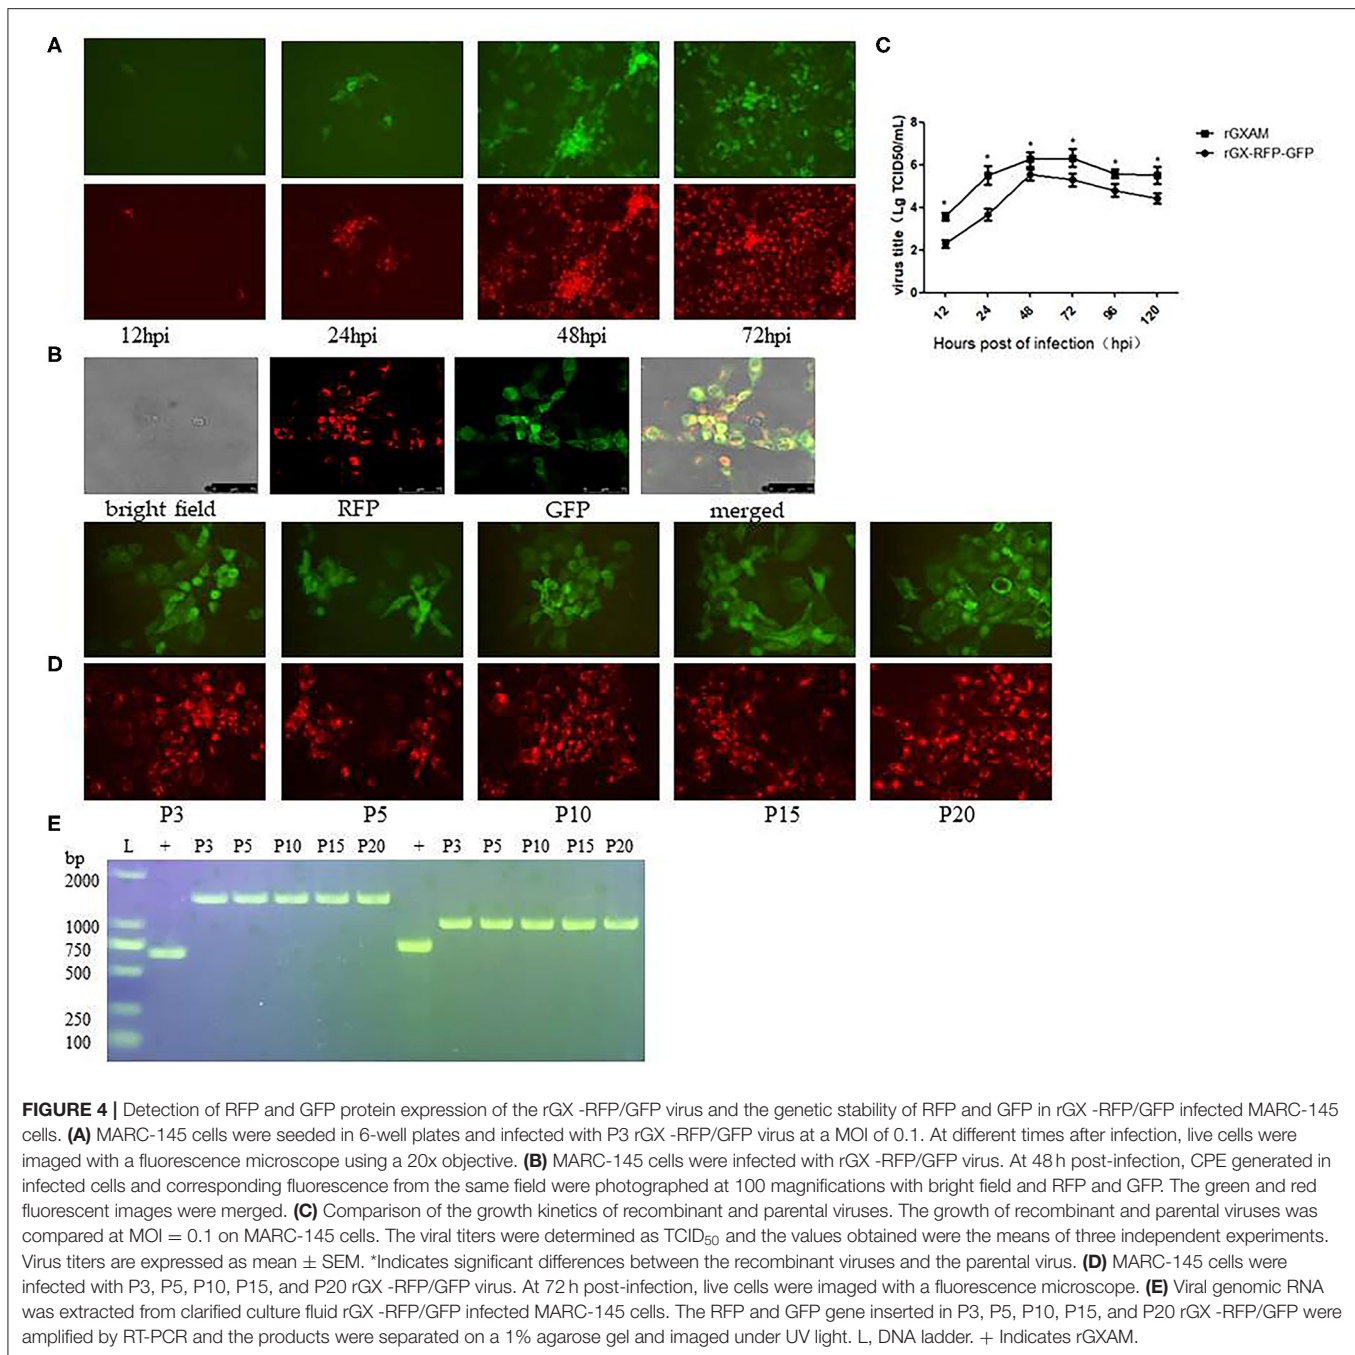 A
C
8
6
4
2
0
virus title（Lg TCID50/mL）
* * * * * *
12 24 48 72 96 120
Hours post of infection（hpi）
rGXAM
rGX-RFP-GFP
12hpi 24hpi 48hpi 72hpi
B
bright field RFP GFP merged
D
P3 P5 P10 P15 P20
E
L + P3 P5 P10 P15 P20 + P3 P5 P10 P15 P20
bp
2000
1000
750
500
250
100
FIGURE 4 | Detection of RFP and GFP protein expression of the rGX -RFP/GFP virus and the genetic stability of RFP and GFP in rGX -RFP/GFP infected MARC-145
cells. (A) MARC-145 cells were seeded in 6-well plates and infected with P3 rGX -RFP/GFP virus at a MOI of 0.1. At different times after infection, live cells were
imaged with a fluorescence microscope using a 20x objective. (B) MARC-145 cells were infected with rGX -RFP/GFP virus. At 48 h post-infection, CPE generated in
infected cells and corresponding fluorescence from the same field were photographed at 100 magnifications with bright field and RFP and GFP. The green and red
fluorescent images were merged. (C) Comparison of the growth kinetics of recombinant and parental viruses. The growth of recombinant and parental viruses was
compared at MOI = 0.1 on MARC-145 cells. The viral titers were determined as TCID50 and the values obtained were the means of three independent experiments.
Virus titers are expressed as mean ± SEM. *Indicates significant differences between the recombinant viruses and the parental virus. (D) MARC-145 cells were
infected with P3, P5, P10, P15, and P20 rGX -RFP/GFP virus. At 72 h post-infection, live cells were imaged with a fluorescence microscope. (E) Viral genomic RNA
was extracted from clarified culture fluid rGX -RFP/GFP infected MARC-145 cells. The RFP and GFP gene inserted in P3, P5, P10, P15, and P20 rGX -RFP/GFP were
amplified by RT-PCR and the products were separated on a 1% agarose gel and imaged under UV light. L, DNA ladder. + Indicates rGXAM.